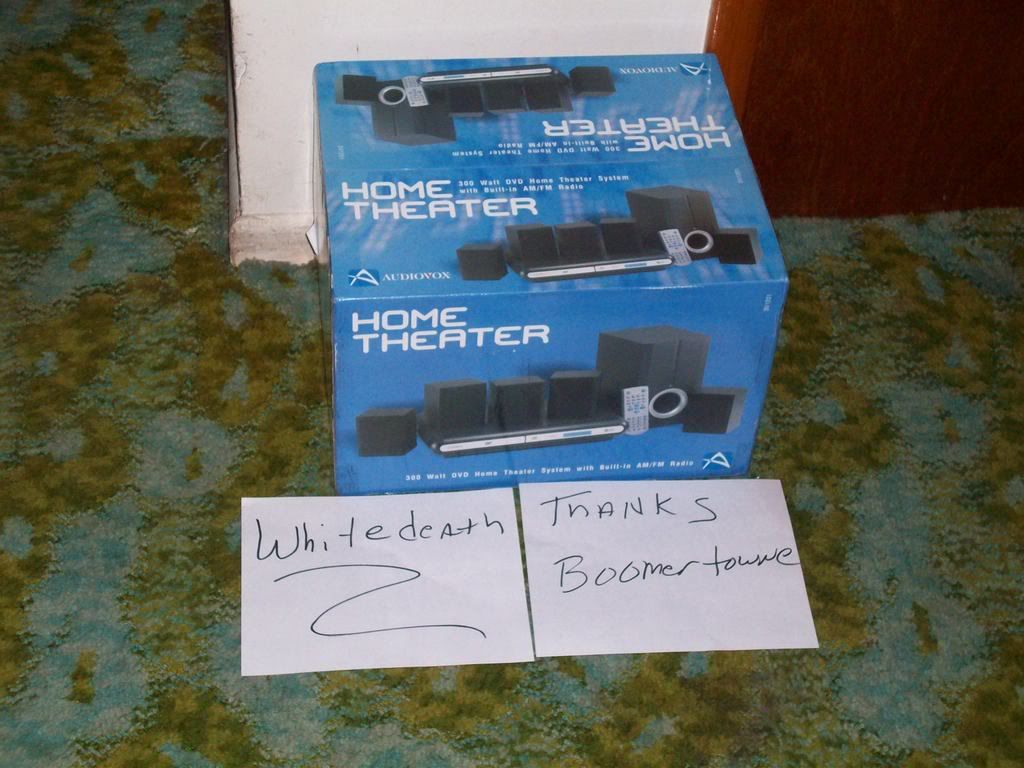 AUDIOVOX
HOME
THEATER
300 Watt DVD Home Theater System
with Built-in AM/FM Radio
HOME
THEATER
300 Watt DVD Home Theater System
with Built-in AM/FM Radio
AUDIOVOX
HOME
THEATER
300 Watt DVD Home Theater System with Built-in AM/FM Radio
Whitedeath
THANKS
Boomertowne